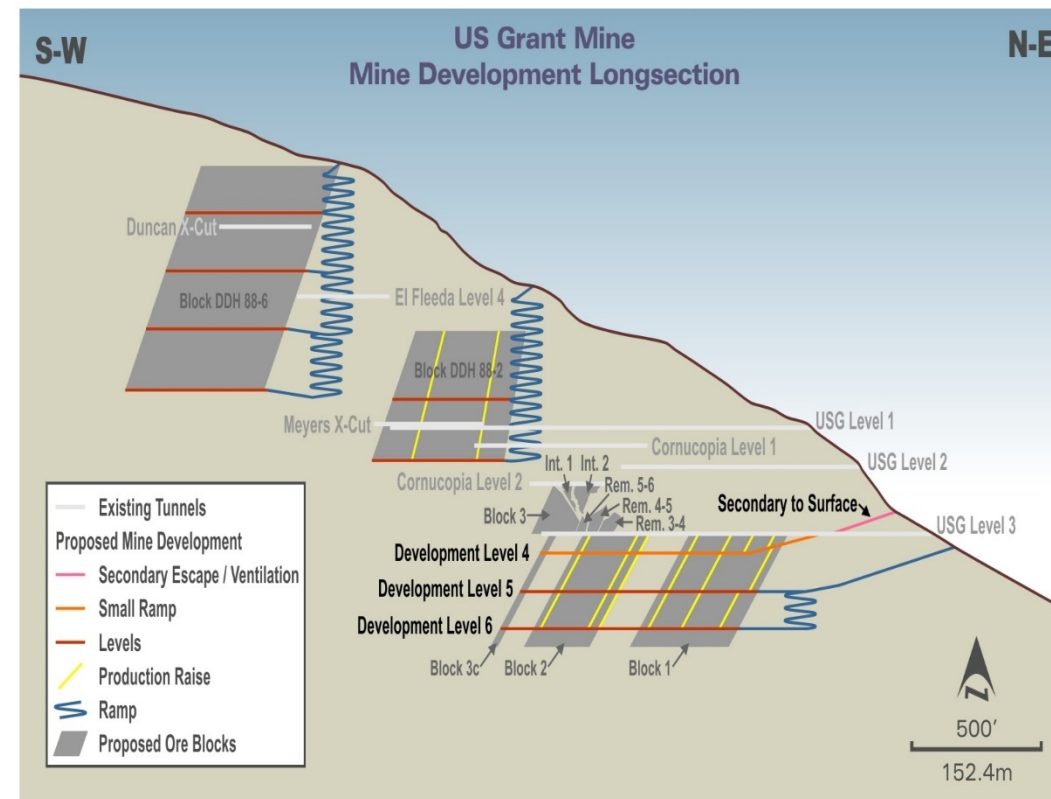 US Grant Mine
Mine Development Longsection
S-W
N-E
Duncan X-Cut
Block DDH 88-6
El Fleeda Level 4
Block DDH 88-2
Meyers X-Cut
USG Level 1
Cornucopia Level 1
USG Level 2
Int. 1
Int. 2
Cornucopia Level 2
Rem. 5-6
Rem. 4-5
Block 3
Rem. 3-4
Secondary to Surface
USG Level 3
Development Level 4
Development Level 5
Development Level 6
Block 3c
Block 2
Block 1
Existing Tunnels
Proposed Mine Development
Secondary Escape / Ventilation
Small Ramp
Levels
Production Raise
Ramp
Proposed Ore Blocks
N
500'
152.4m